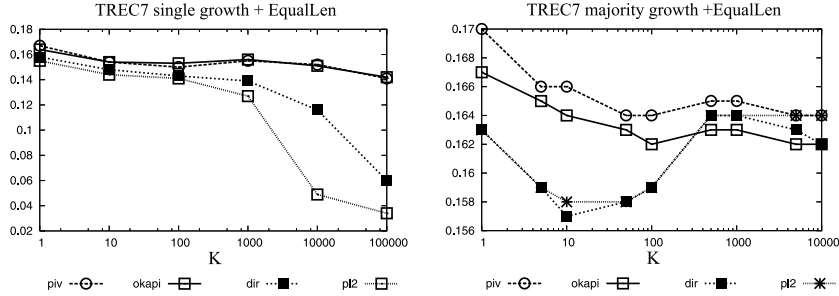 TREC7 single growth + EqualLen
0.18
0.16
0.14
0.12
0.1
0.08
0.06
0.04
0.02
1 10 100 1000 10000 100000
K
piv okapi dir pl2
TREC7 majority growth +EqualLen
0.17
0.168
0.166
0.164
0.162
0.16
0.158
0.156
1 10 100 1000 10000
K
piv okapi dir pl2